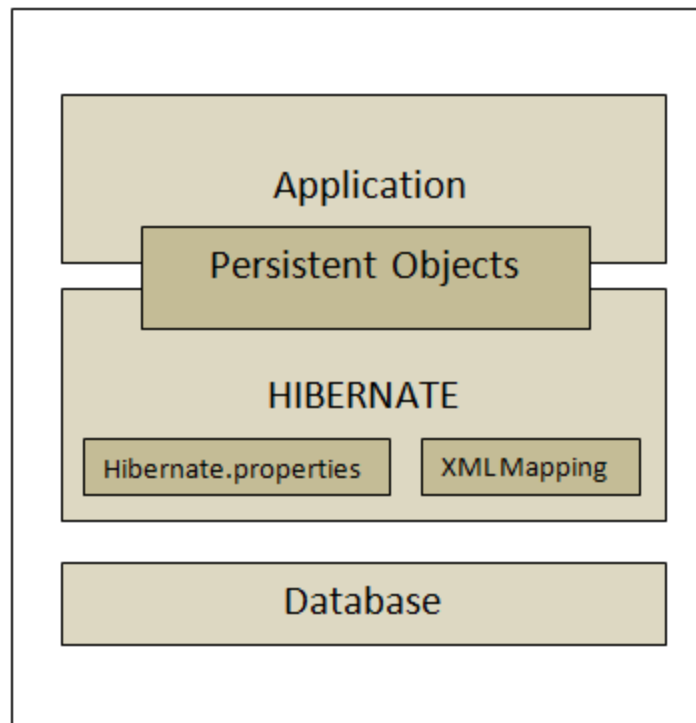 Application
Persistent Objects
HIBERNATE
Hibernate.properties
XML Mapping
Database